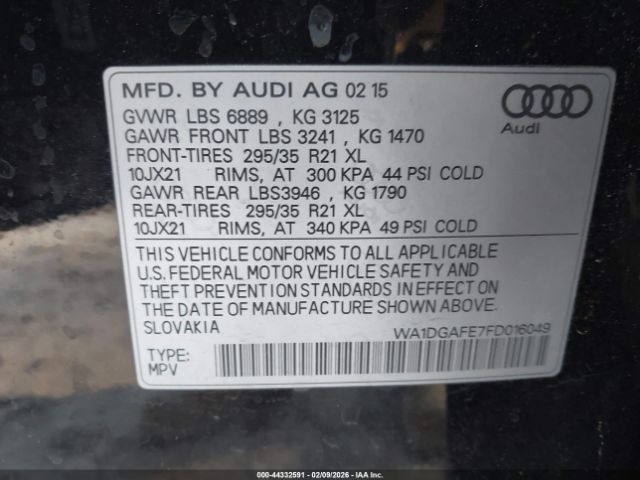 MFD. BY AUDI AG 02 15
GVWR LBS 6889 , KG 3125
GAWR FRONT LBS 3241 , KG 1470
FRONT-TIRES 295/35 R21 XL
10JX21 RIMS, AT 300 KPA 44 PSI COLD
GAWR REAR LBS3946 , KG 1790
REAR-TIRES 295/35 R21 XL
10JX21 RIMS, AT 340 KPA 49 PSI COLD
Audi
THIS VEHICLE CONFORMS TO ALL APPLICABLE
U.S. FEDERAL MOTOR VEHICLE SAFETY AND
THEFT PREVENTION STANDARDS IN EFFECT ON
THE DATE OF MANUFACTURE SHOWN ABOVE.
SLOVAKIA
WA1DGAFE7FD016049
TYPE:
MPV
000-44332591 - 02/09/2026 - IAA Inc.